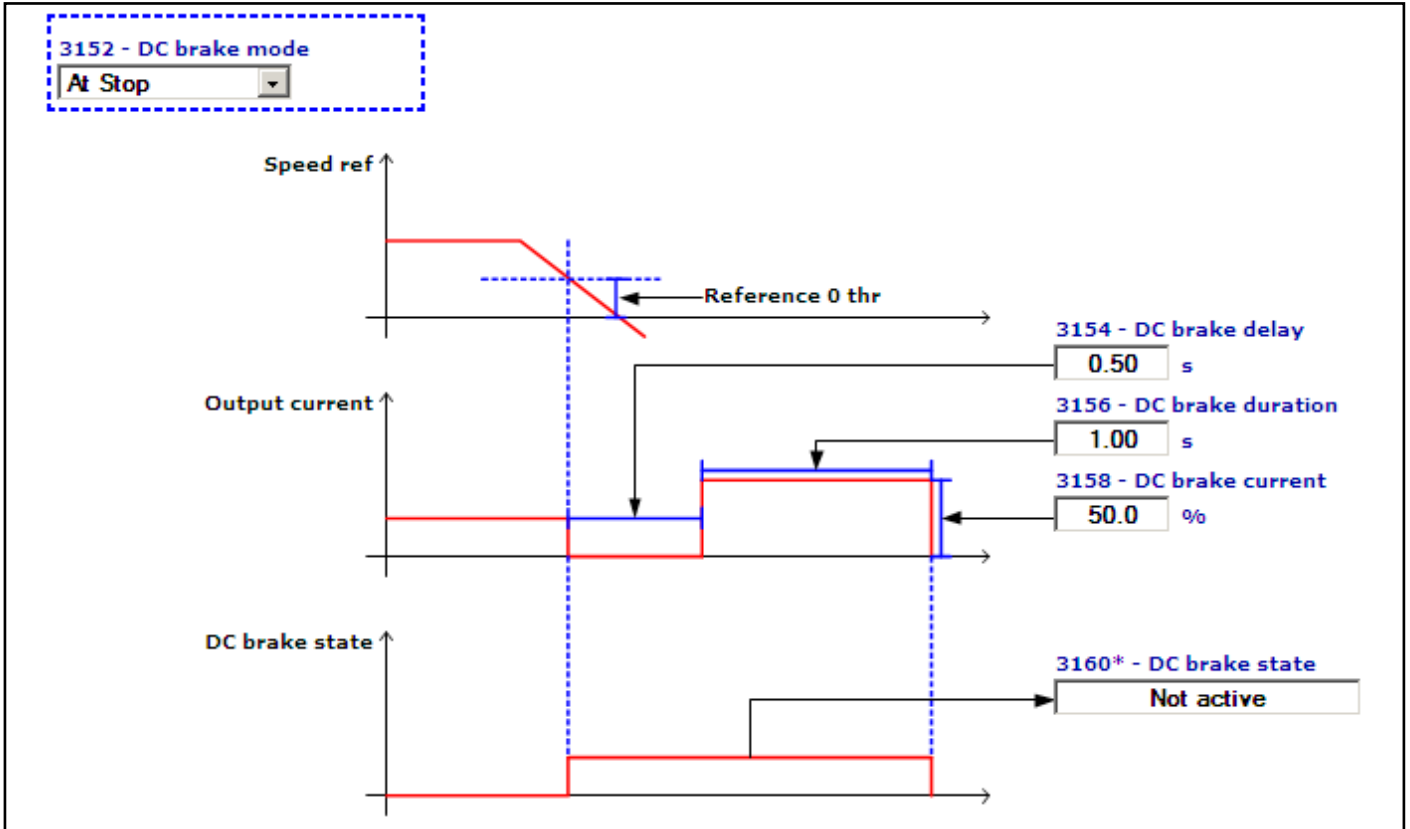 3152 - DC brake mode
At Stop
Speed ref
Reference 0 thr
3154 - DC brake delay
0.50 s
Output current
3156 - DC brake duration
1.00 s
3158 - DC brake current
50.0 %
DC brake state
3160* - DC brake state
Not active